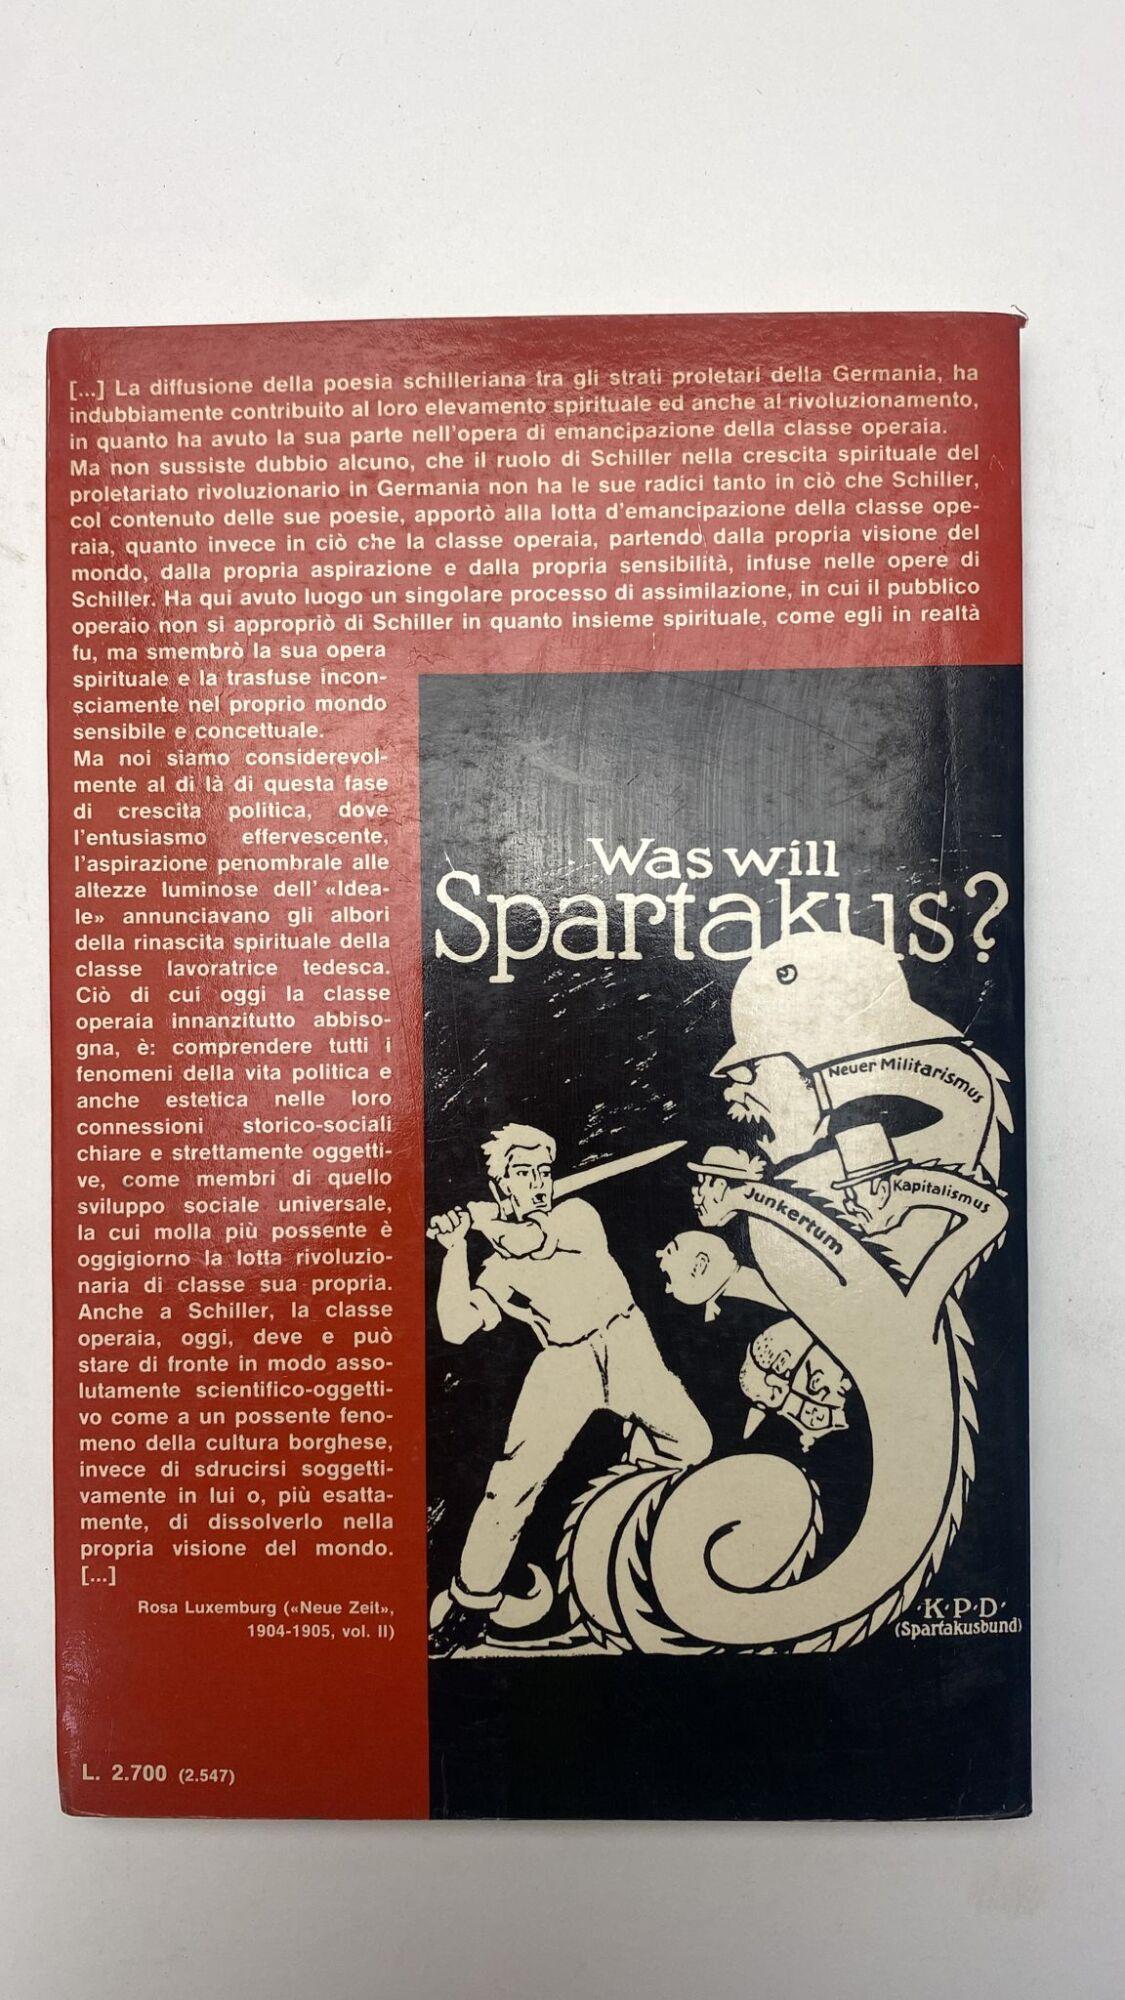 [...] La diffusione della poesia schilleriana tra gli strati proletari della Germania, ha
indubbiamente contribuito al loro elevamento spirituale ed anche al rivoluzionamento,
in quanto ha avuto la sua parte nell'opera di emancipazione della classe operaia.
Ma non sussiste dubbio alcuno, che il ruolo di Schiller nella crescita spirituale del
proletariato rivoluzionario in Germania non ha le sue radici tanto in ciò che Schiller,
col contenuto delle sue poesie, apportò alla lotta d'emancipazione della classe ope-
raia, quanto invece in ciò che la classe operaia, partendo dalla propria visione del
mondo, dalla propria aspirazione e dalla propria sensibilità, infuse nelle opere di
Schiller. Ha qui avuto luogo un singolare processo di assimilazione, in cui il pubblico
operaio non si appropriò di Schiller in quanto insieme spirituale, come egli in realtà
fu, ma smembrò la sua opera
spirituale e la trasfuse incon-
sciamente nel proprio mondo
sensibile e concettuale.
Ma noi siamo considerevol-
mente al di là di questa fase
di crescita politica, dove
l'entusiasmo effervescente,
l'aspirazione penombrale alle
altezze luminose dell' «Idea-
le» annunciavano gli albori
della rinascita spirituale della
classe lavoratrice tedesca.
Ciò di cui oggi la classe
operaia innanzitutto abbiso-
gna, è: comprendere tutti i
fenomeni della vita politica e
anche estetica nelle loro
connessioni storico-sociali
chiare e strettamente oggetti-
ve, come membri di quello
sviluppo sociale universale,
la cui molla più possente è
oggigiorno la lotta rivoluzio-
naria di classe sua propria.
Anche a Schiller, la classe
operaia, oggi, deve e può
stare di fronte in modo asso-
lutamente scientifico-oggetti-
vo come a un possente feno-
meno della cultura borghese,
invece di sdrucirsi soggetti-
vamente in lui o, più esatta-
mente, di dissolverlo nella
propria visione del mondo.
[...]
Rosa Luxemburg («Neue Zeit»,
1904-1905, vol. II)
L. 2.700 (2.547)
Was will
Spartakus?
Neuer Militarismus
Junkertum
Kapitalismus
·K·P·D·
(Spartakusbund)